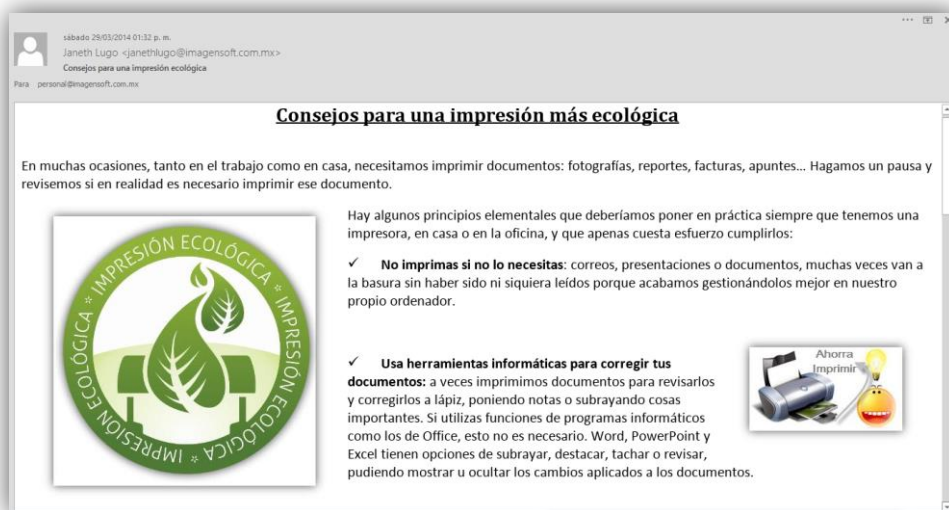 sábado 29/03/2014 01:32 p. m.
Janeth Lugo <janethlugo@imagensoft.com.mx>
Consejos para una impresión ecológica
Para personal@imagensoft.com.mx
Consejos para una impresión más ecológica
En muchas ocasiones, tanto en el trabajo como en casa, necesitamos imprimir documentos: fotografías, reportes, facturas, apuntes... Hagamos un pausa y
revisemos si en realidad es necesario imprimir ese documento.
IMPRESIÓN ECOLÓGICA * IMPRESIÓN ECOLÓGICA * IMPRESIÓN ECOLÓGICA *
Hay algunos principios elementales que deberíamos poner en práctica siempre que tenemos una
impresora, en casa o en la oficina, y que apenas cuesta esfuerzo cumplirlos:
✓ No imprimas si no lo necesitas: correos, presentaciones o documentos, muchas veces van a
la basura sin haber sido ni siquiera leídos porque acabamos gestionándolos mejor en nuestro
propio ordenador.
✓ Usa herramientas informáticas para corregir tus
documentos: a veces imprimimos documentos para revisarlos
y corregirlos a lápiz, poniendo notas o subrayando cosas
importantes. Si utilizas funciones de programas informáticos
como los de Office, esto no es necesario. Word, PowerPoint y
Excel tienen opciones de subrayar, destacar, tachar o revisar,
pudiendo mostrar u ocultar los cambios aplicados a los documentos.
Ahorra
Imprimir